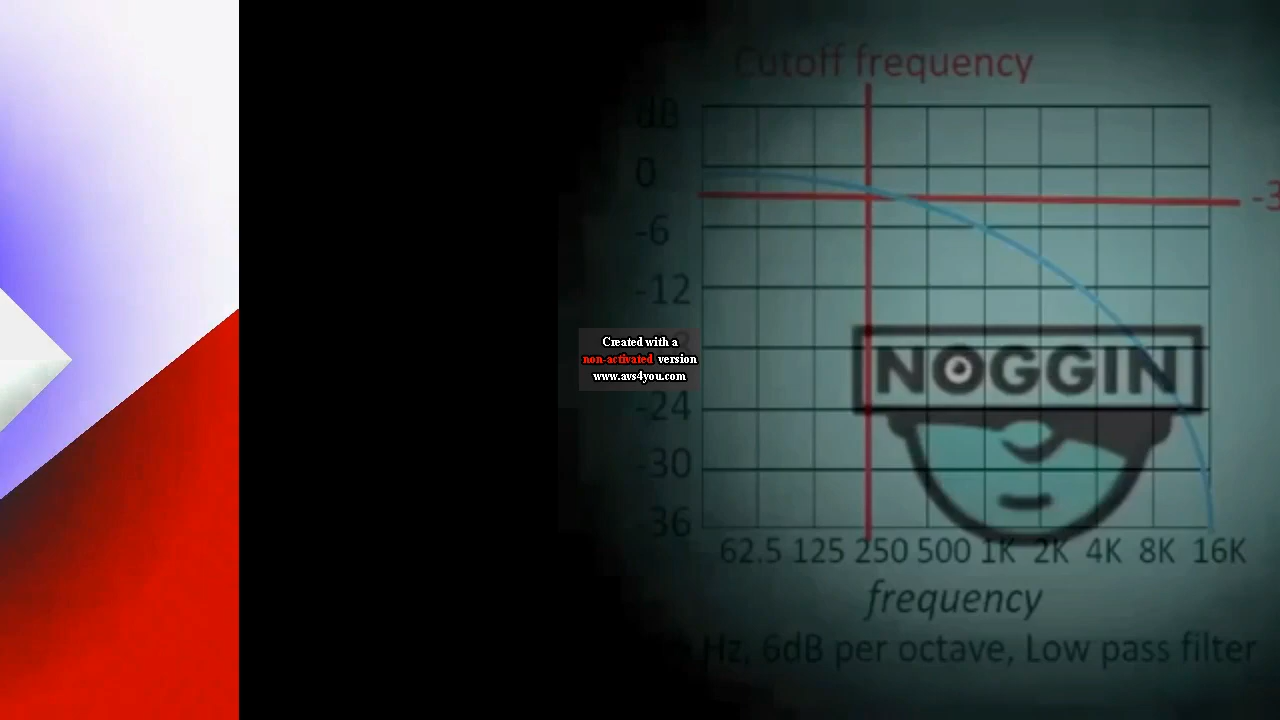 Cutoff frequency
dB
0
-3
-6
-12
Created with a
non-activated version
www.avs4you.com
NOGGIN
-24
-30
-36
62.5 125 250 500 1K 2K 4K 8K 16K
frequency
Hz, 6dB per octave, Low pass filter